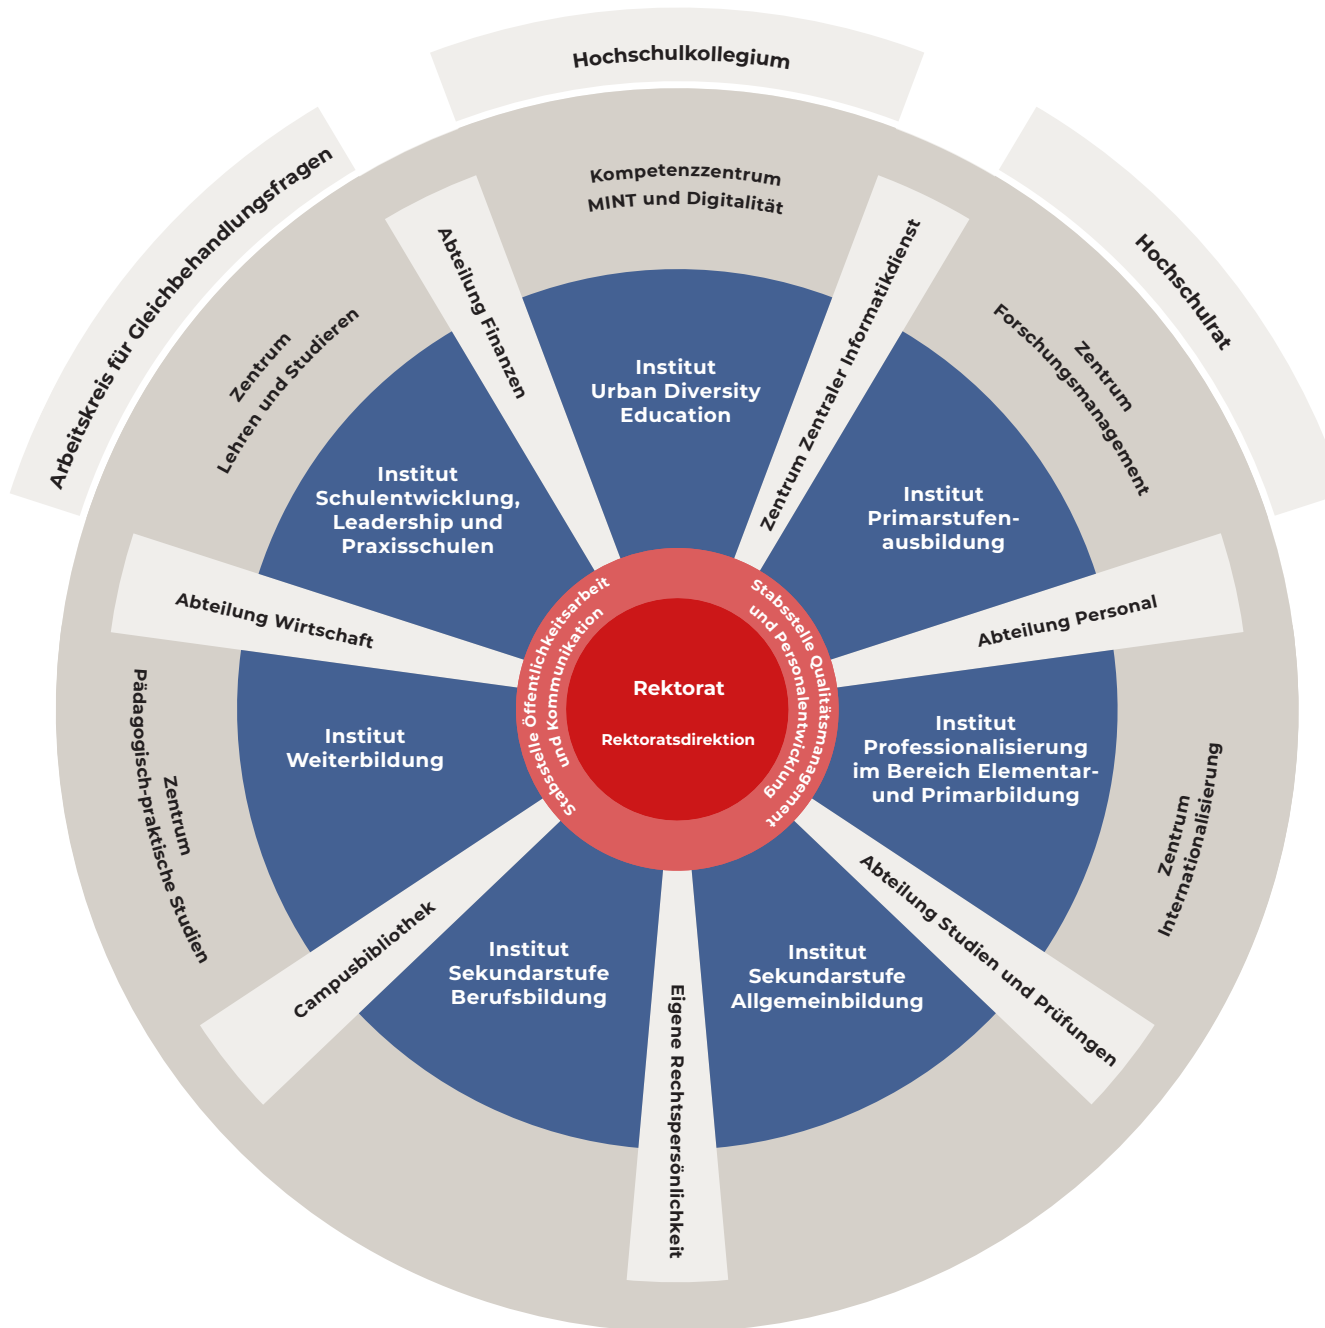 Hochschulkollegium
Arbeitskreis für Gleichbehandlungsfragen
Hochschulrat
Kompetenzzentrum
MINT und Digitalität
Zentrum
Lehren und Studieren
Zentrum
Forschungsmanagement
Zentrum
Pädagogisch-praktische Studien
Zentrum
Internationalisierung
Abteilung Finanzen
Zentrum Zentraler Informatikdienst
Abteilung Wirtschaft
Abteilung Personal
Campusbibliothek
Eigene Rechtspersönlichkeit
Abteilung Studien und Prüfungen
Institut
Urban Diversity
Education
Institut
Schulentwicklung,
Leadership und
Praxisschulen
Institut
Primarstufen-
ausbildung
Institut
Weiterbildung
Institut
Professionalisierung
im Bereich Elementar-
und Primarbildung
Institut
Sekundarstufe
Berufsbildung
Institut
Sekundarstufe
Allgemeinbildung
Stabsstelle Öffentlichkeitsarbeit
und Kommunikation
Stabsstelle Qualitätsmanagement
und Personalentwicklung
Rektorat
Rektoratsdirektion